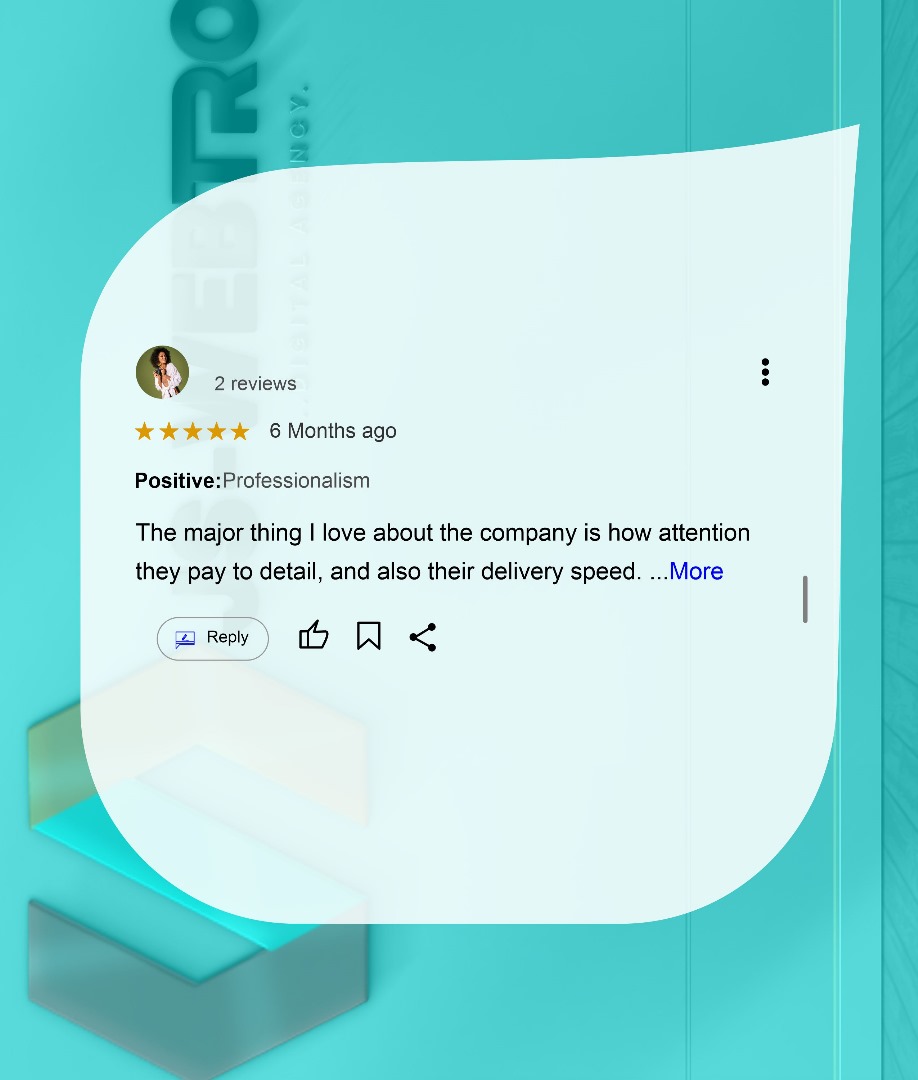 2 reviews
6 Months ago
Positive:Professionalism
The major thing I love about the company is how attention
they pay to detail, and also their delivery speed. ...More
Reply